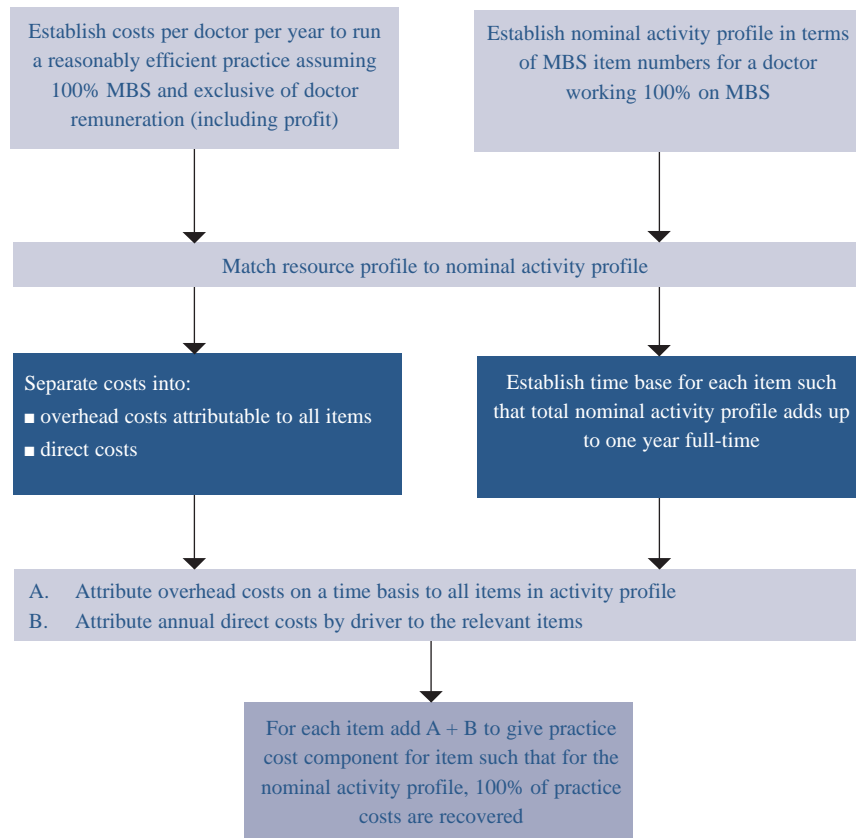 Establish costs per doctor per year to run
a reasonably efficient practice assuming
100% MBS and exclusive of doctor
remuneration (including profit)
Establish nominal activity profile in terms
of MBS item numbers for a doctor
working 100% on MBS
Match resource profile to nominal activity profile
Separate costs into:
■ overhead costs attributable to all items
■ direct costs
Establish time base for each item such
that total nominal activity profile adds up
to one year full-time
A. Attribute overhead costs on a time basis to all items in activity profile
B. Attribute annual direct costs by driver to the relevant items
For each item add A + B to give practice
cost component for item such that for the
nominal activity profile, 100% of practice
costs are recovered